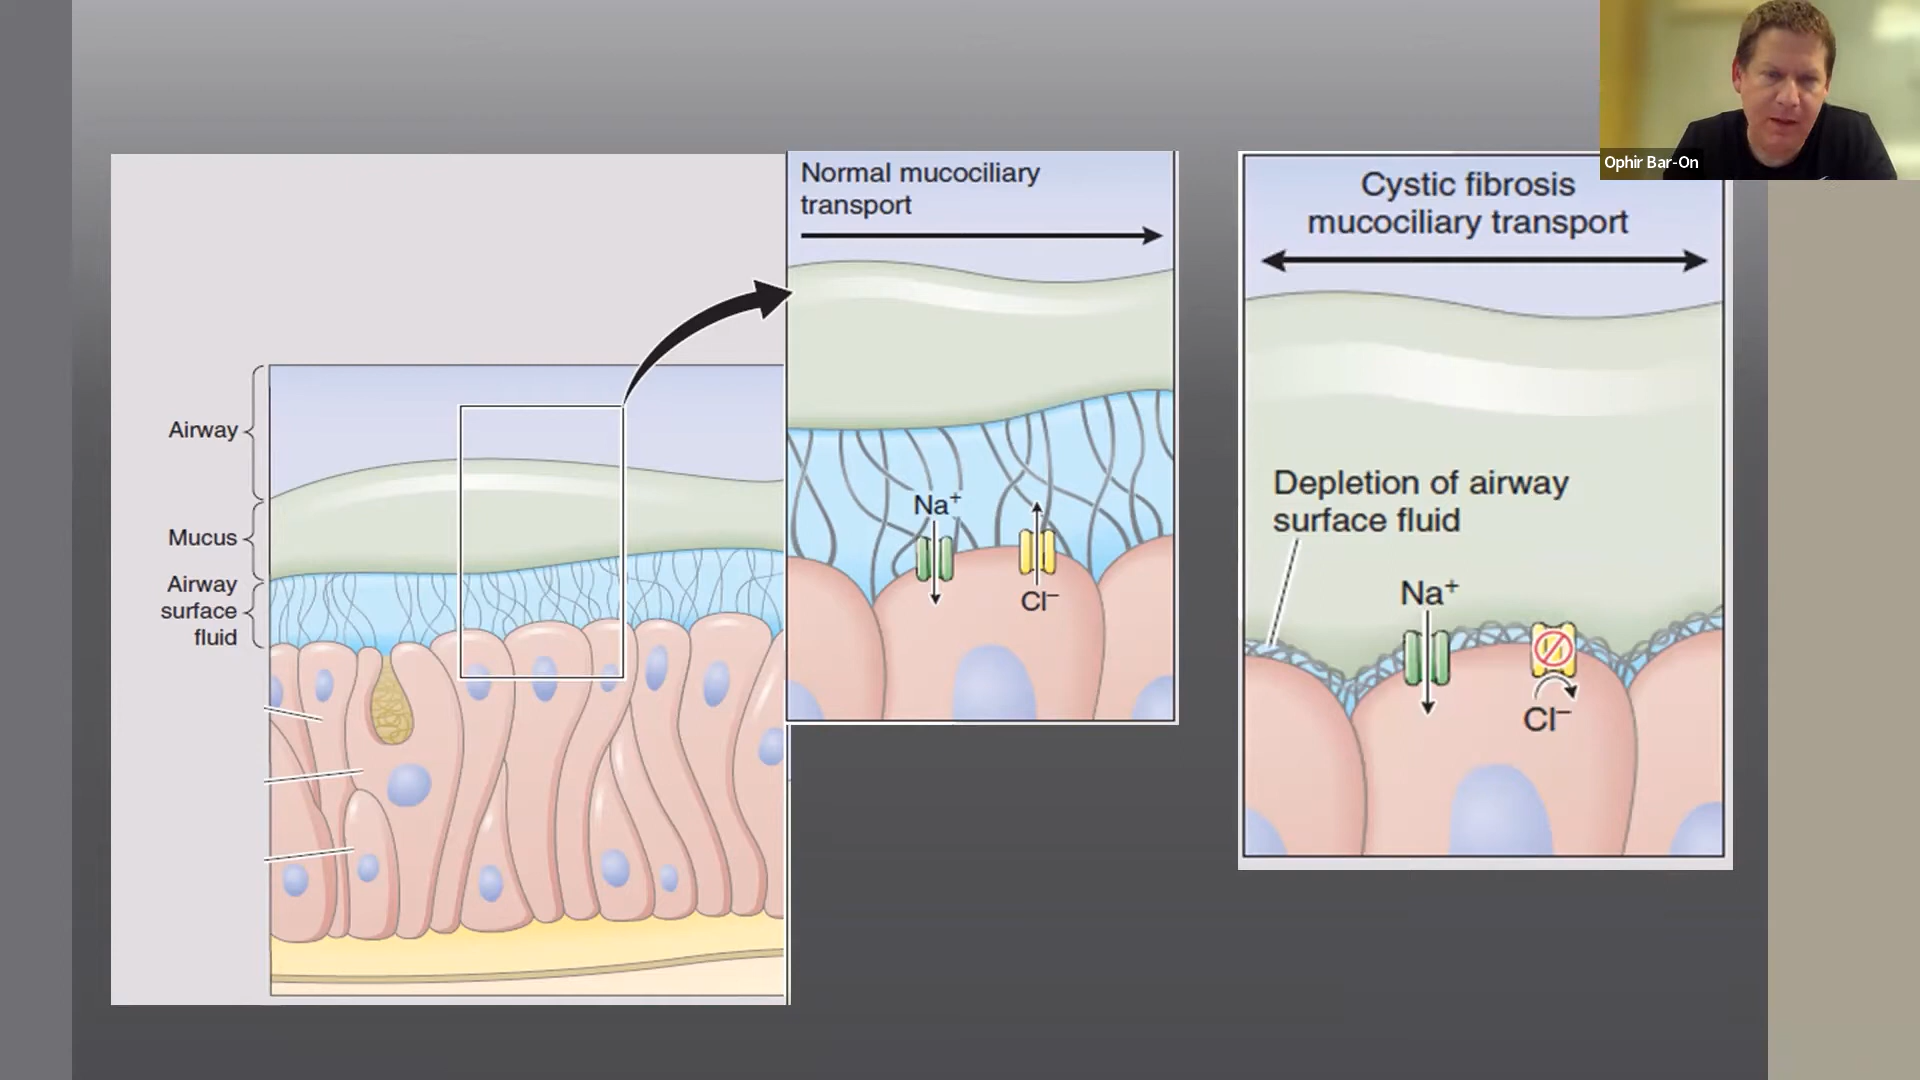 Ophir Bar-On
Normal mucociliary
transport
Cystic fibrosis
mucociliary transport
Airway
Mucus
Airway
surface
fluid
Na⁺
Cl⁻
Depletion of airway
surface fluid
Na⁺
Cl⁻